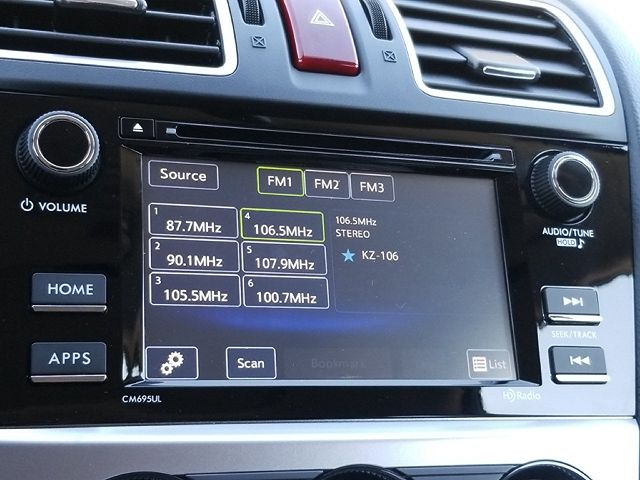 Source
FM1 FM2 FM3
1 87.7MHz
4 106.5MHz
2 90.1MHz
5 107.9MHz
3 105.5MHz
6 100.7MHz
106.5MHz
STEREO
KZ-106
Scan
Bookmark
List
VOLUME
HOME
APPS
CM695UL
AUDIO/TUNE
HOLD
SEEK/TRACK
HD Radio